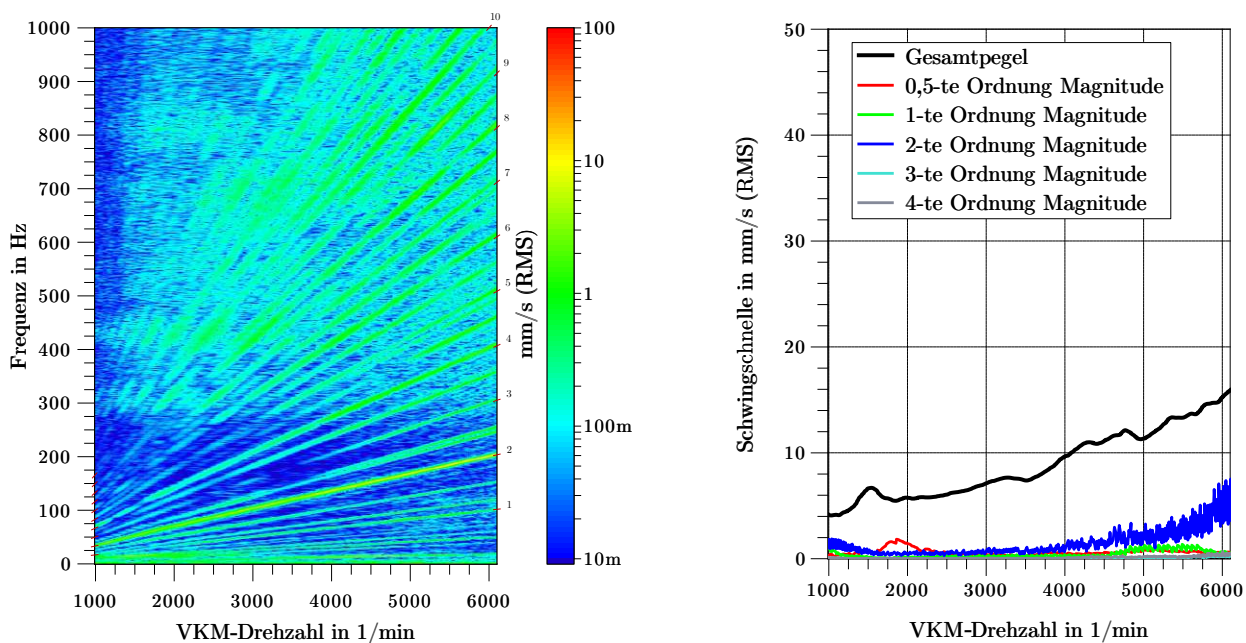 1000
900
800
700
600
500
400
300
200
100
0
Frequenz in Hz
1000 2000 3000 4000 5000 6000
VKM-Drehzahl in 1/min
10
9
8
7
6
5
4
3
2
1
mm/s (RMS)
100
10
1
100m
10m
50
40
30
20
10
0
Schwingschnelle in mm/s (RMS)
Gesamtpegel
0,5-te Ordnung Magnitude
1-te Ordnung Magnitude
2-te Ordnung Magnitude
3-te Ordnung Magnitude
4-te Ordnung Magnitude
1000 2000 3000 4000 5000 6000
VKM-Drehzahl in 1/min